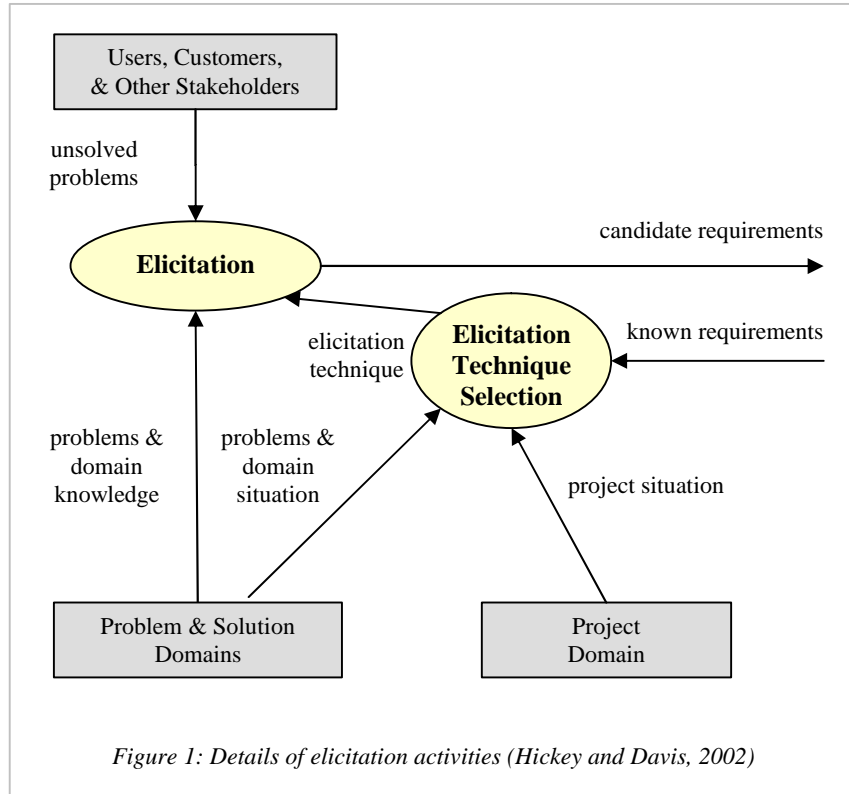 Users, Customers,
& Other Stakeholders
unsolved
problems
Elicitation
candidate requirements
elicitation
technique
Elicitation
Technique
Selection
known requirements
problems &
domain
knowledge
problems &
domain
situation
project situation
Problem & Solution
Domains
Project
Domain
Figure 1: Details of elicitation activities (Hickey and Davis, 2002)